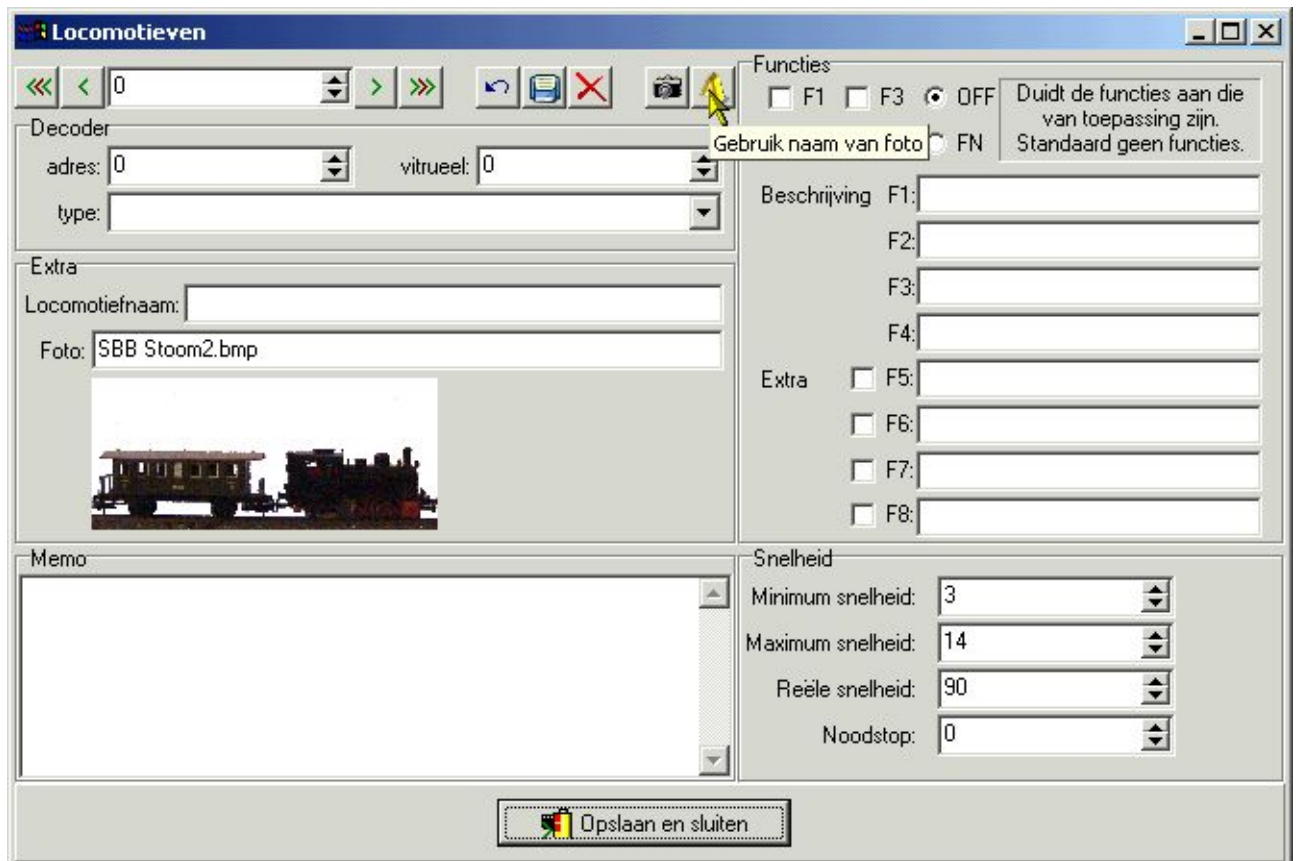 Locomotieven
0
Functies
F1 F3 OFF
FN
Duidt de functies aan die
van toepassing zijn.
Standaard geen functies.
Gebruik naam van foto
Decoder
adres: 0 vitrueel: 0
type:
Extra
Locomotiefnaam:
Foto: SBB Stoom2.bmp
Beschrijving F1:
F2:
F3:
F4:
Extra F5:
F6:
F7:
F8:
Memo
Snelheid
Minimum snelheid: 3
Maximum snelheid: 14
Reële snelheid: 90
Noodstop: 0
Opslaan en sluiten